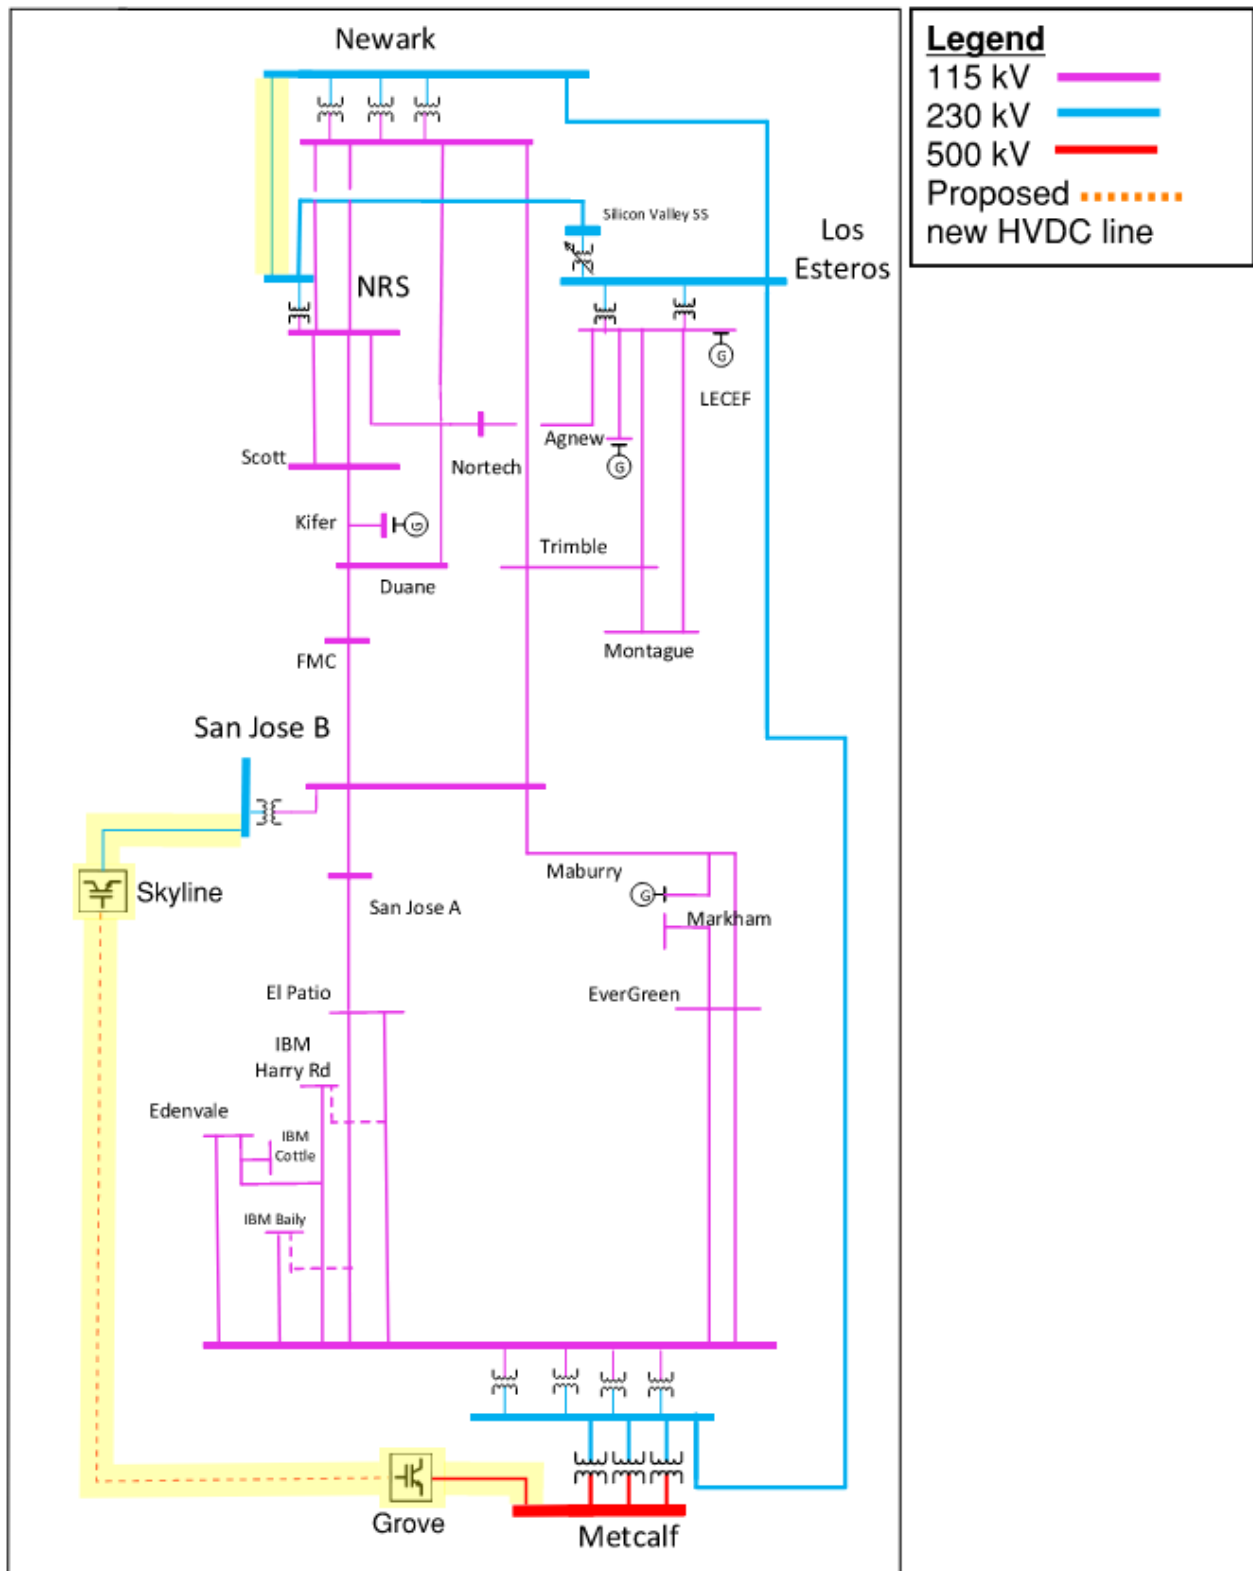 Newark
Legend
115 kV
230 kV
500 kV
Proposed
new HVDC line
Silicon Valley SS
Los
Esteros
NRS
G
LECEF
Agnew
Scott
Nortech
G
Kifer
G
Trimble
Duane
Montague
FMC
San Jose B
Maburry
Skyline
G
San Jose A
Markham
El Patio
EverGreen
IBM
Harry Rd
Edenvale
IBM
Cottle
IBM Baily
Grove
Metcalf